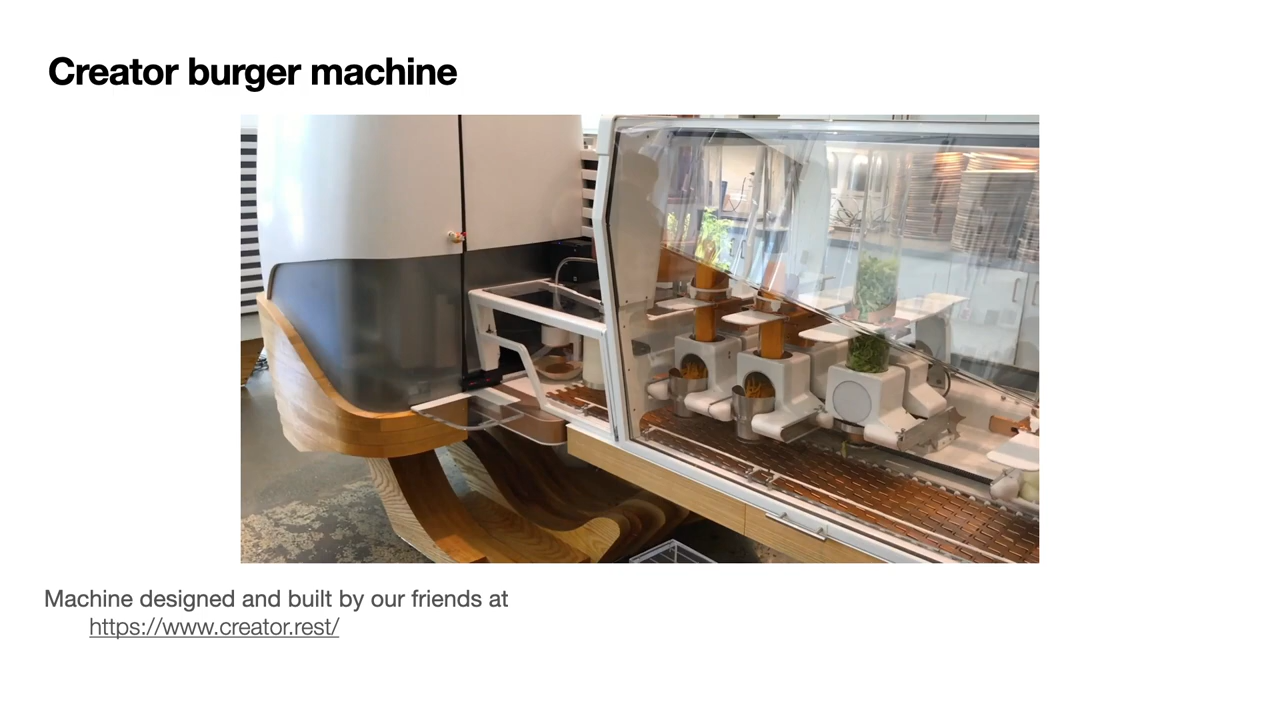 Creator burger machine
Machine designed and built by our friends at
https://www.creator.rest/